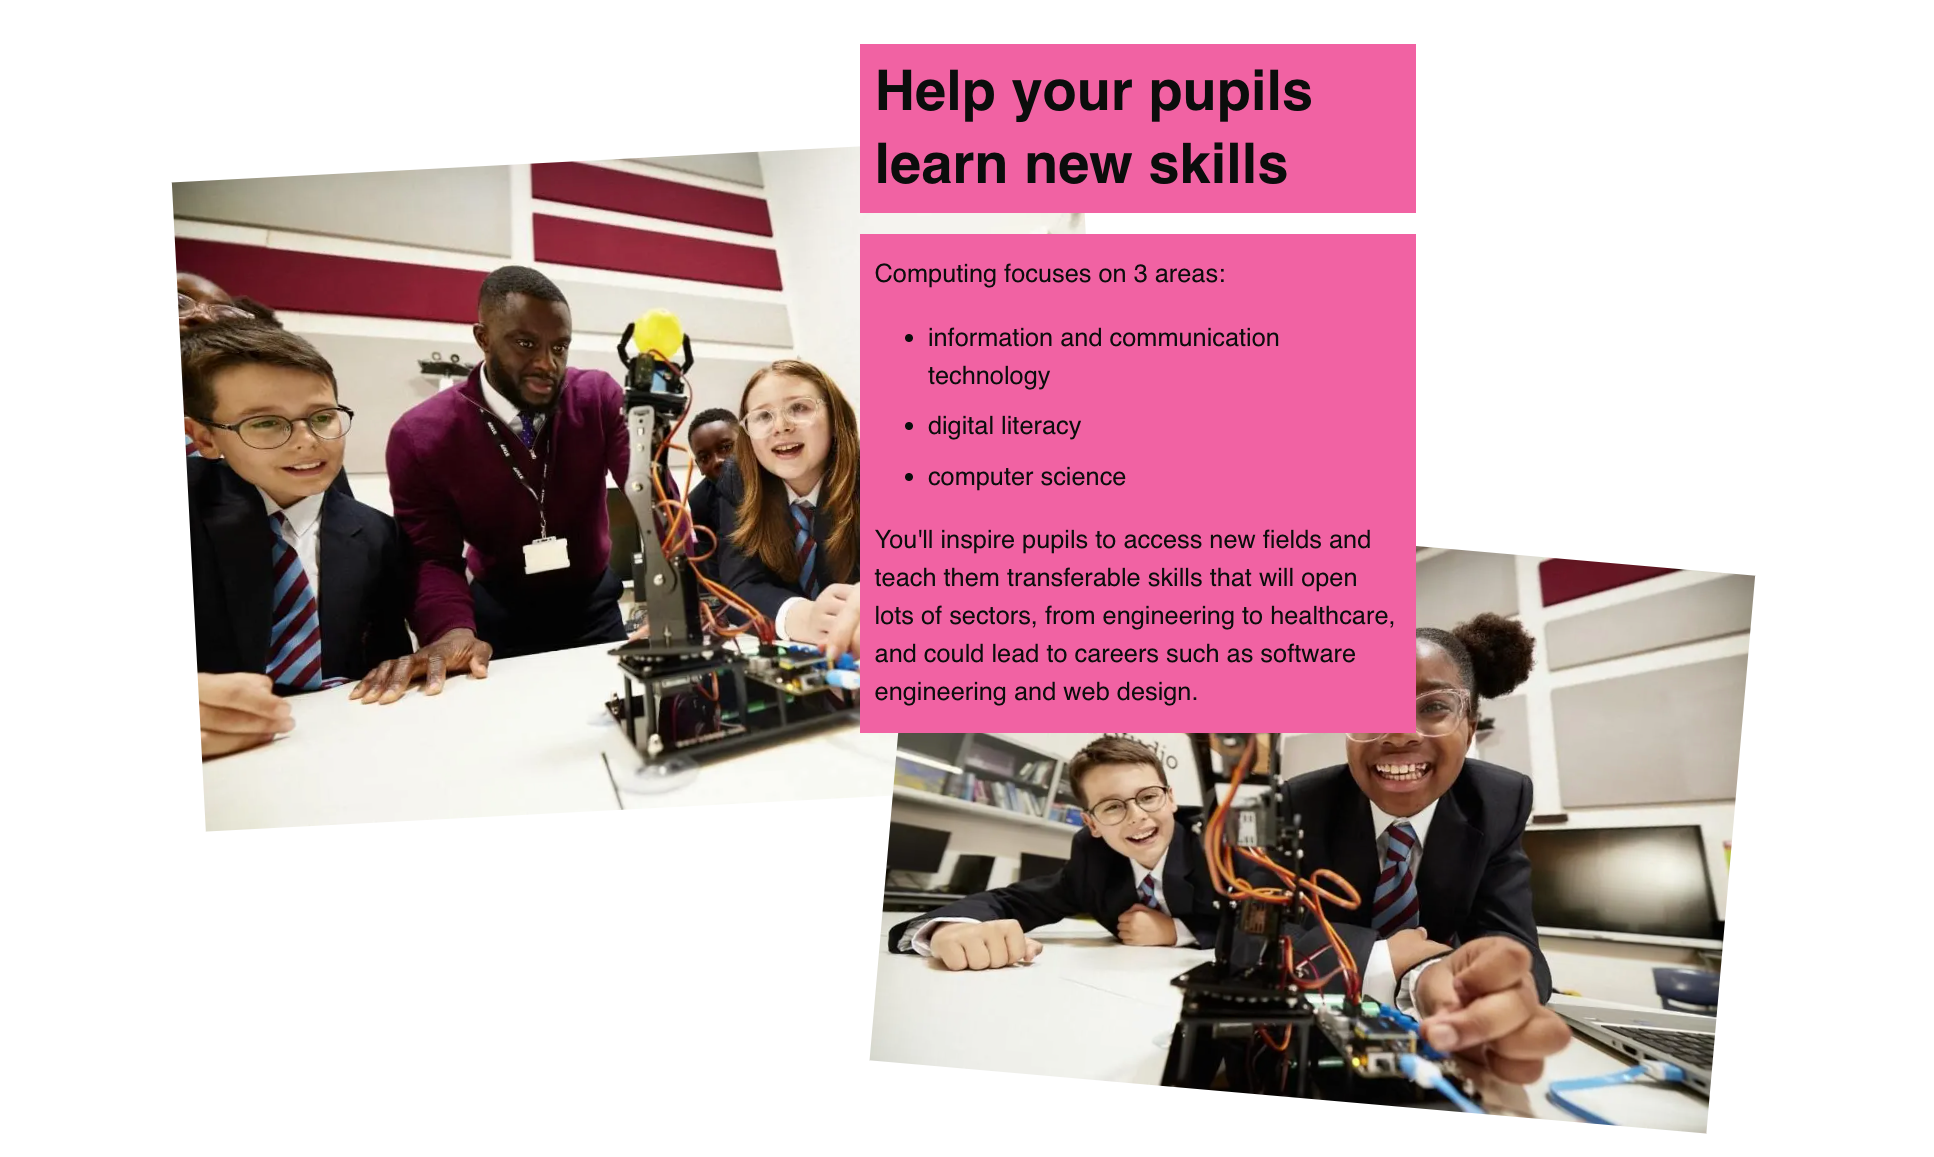 Help your pupils
learn new skills
Computing focuses on 3 areas:
• information and communication
technology
• digital literacy
• computer science
You'll inspire pupils to access new fields and
teach them transferable skills that will open
lots of sectors, from engineering to healthcare,
and could lead to careers such as software
engineering and web design.